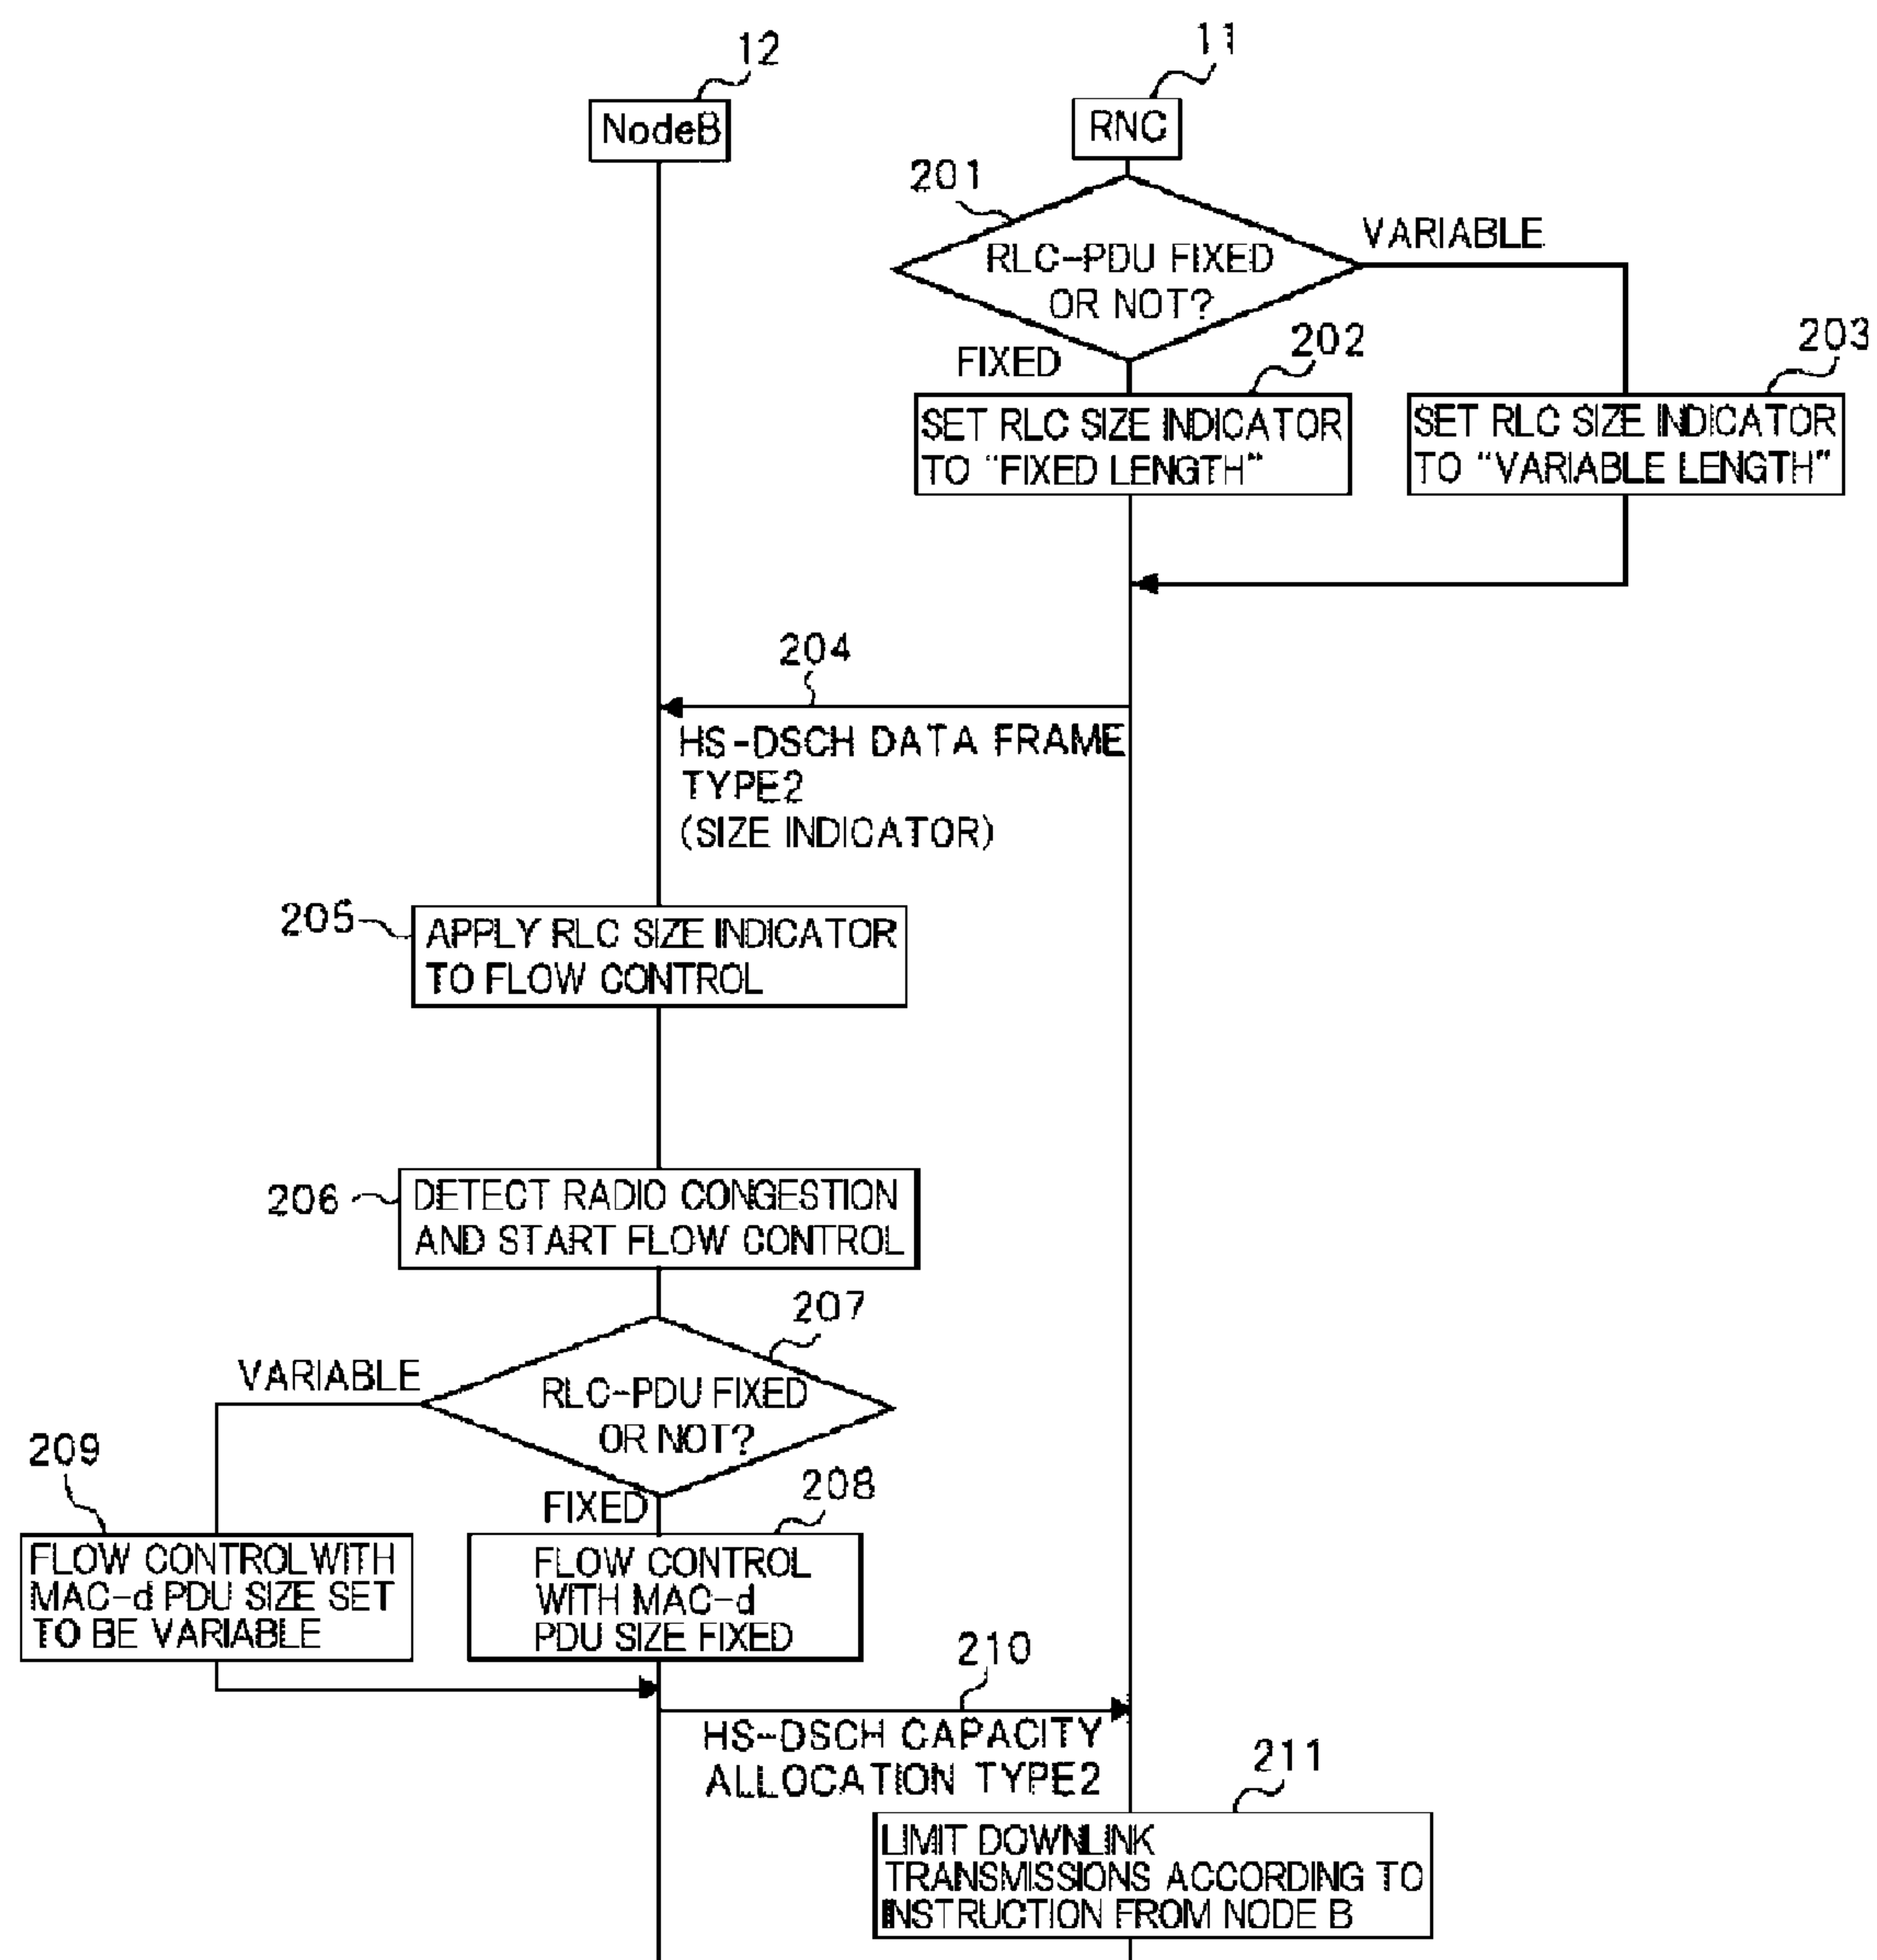 12
11
NodeB
RNC
201
RLC-PDU FIXED
OR NOT?
VARIABLE
FIXED
202
203
SET RLC SIZE INDICATOR
TO “FIXED LENGTH”
SET RLC SIZE INDICATOR
TO “VARIABLE LENGTH”
204
HS-DSCH DATA FRAME
TYPE2
(SIZE INDICATOR)
205
APPLY RLC SIZE INDICATOR
TO FLOW CONTROL
206
DETECT RADIO CONGESTION
AND START FLOW CONTROL
207
VARIABLE
RLC-PDU FIXED
OR NOT?
209
FIXED
208
FLOW CONTROL WITH
MAC-d PDU SIZE SET
TO BE VARIABLE
FLOW CONTROL
WITH MAC-d
PDU SIZE FIXED
210
HS-DSCH CAPACITY
ALLOCATION TYPE2
211
LIMIT DOWNLINK
TRANSMISSIONS ACCORDING TO
INSTRUCTION FROM NODE B